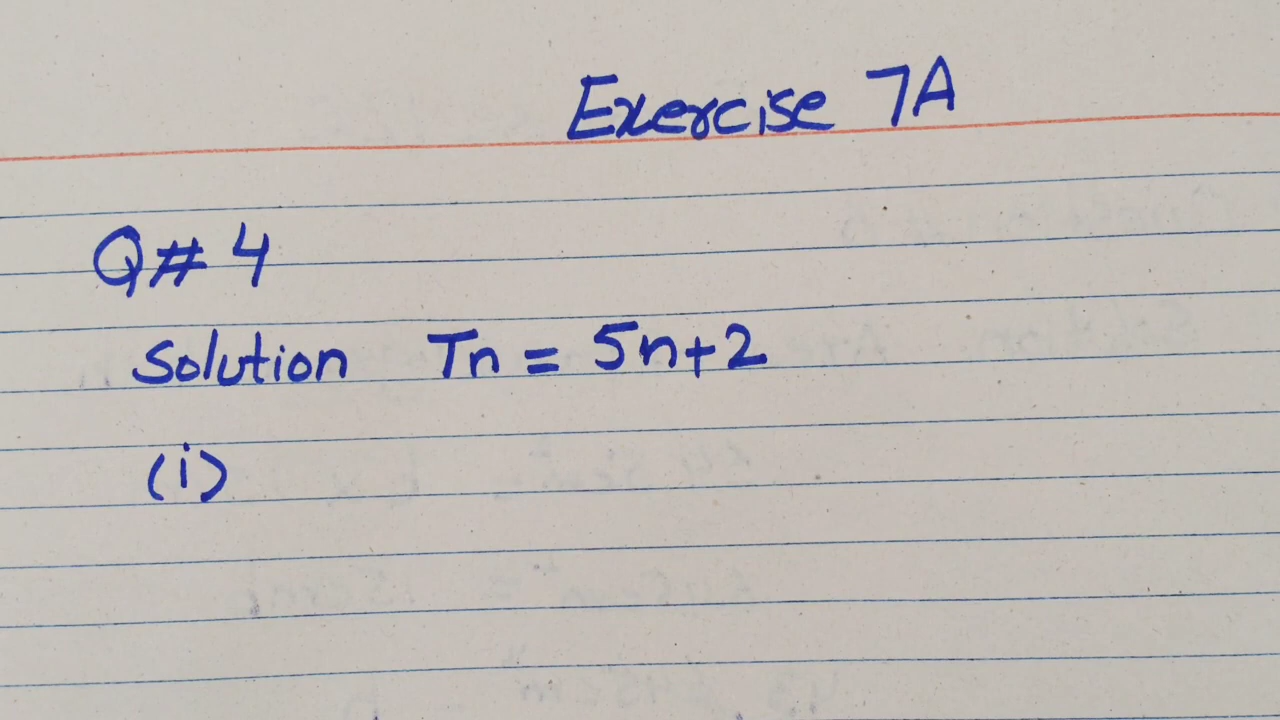 Exercise 7A
Q# 4
Solution Tn = 5n+2
(i)